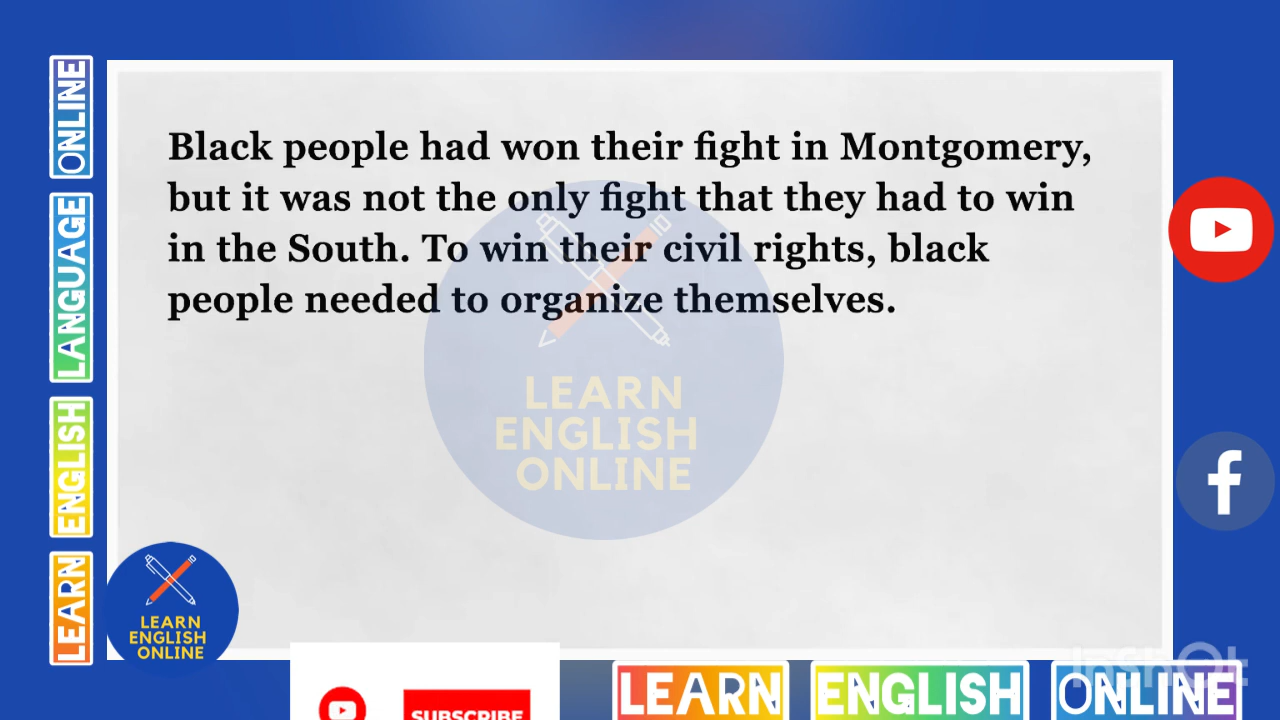 Black people had won their fight in Montgomery,
but it was not the only fight that they had to win
in the South. To win their civil rights, black
people needed to organize themselves.
LEARN
ENGLISH
ONLINE
LEARN ENGLISH LANGUAGE ONLINE
LEARN
ENGLISH
ONLINE
SUBSCRIBE
LEARN ENGLISH ONLINE
InShOt